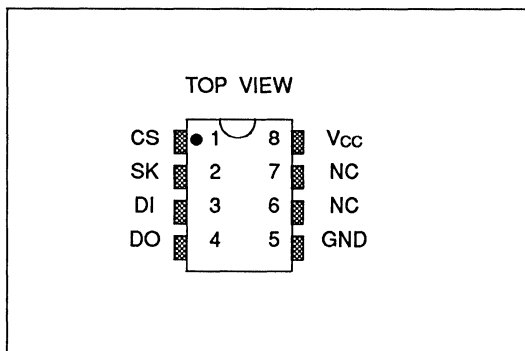 TOP VIEW
CS 1 8 Vcc
SK 2 7 NC
DI 3 6 NC
DO 4 5 GND